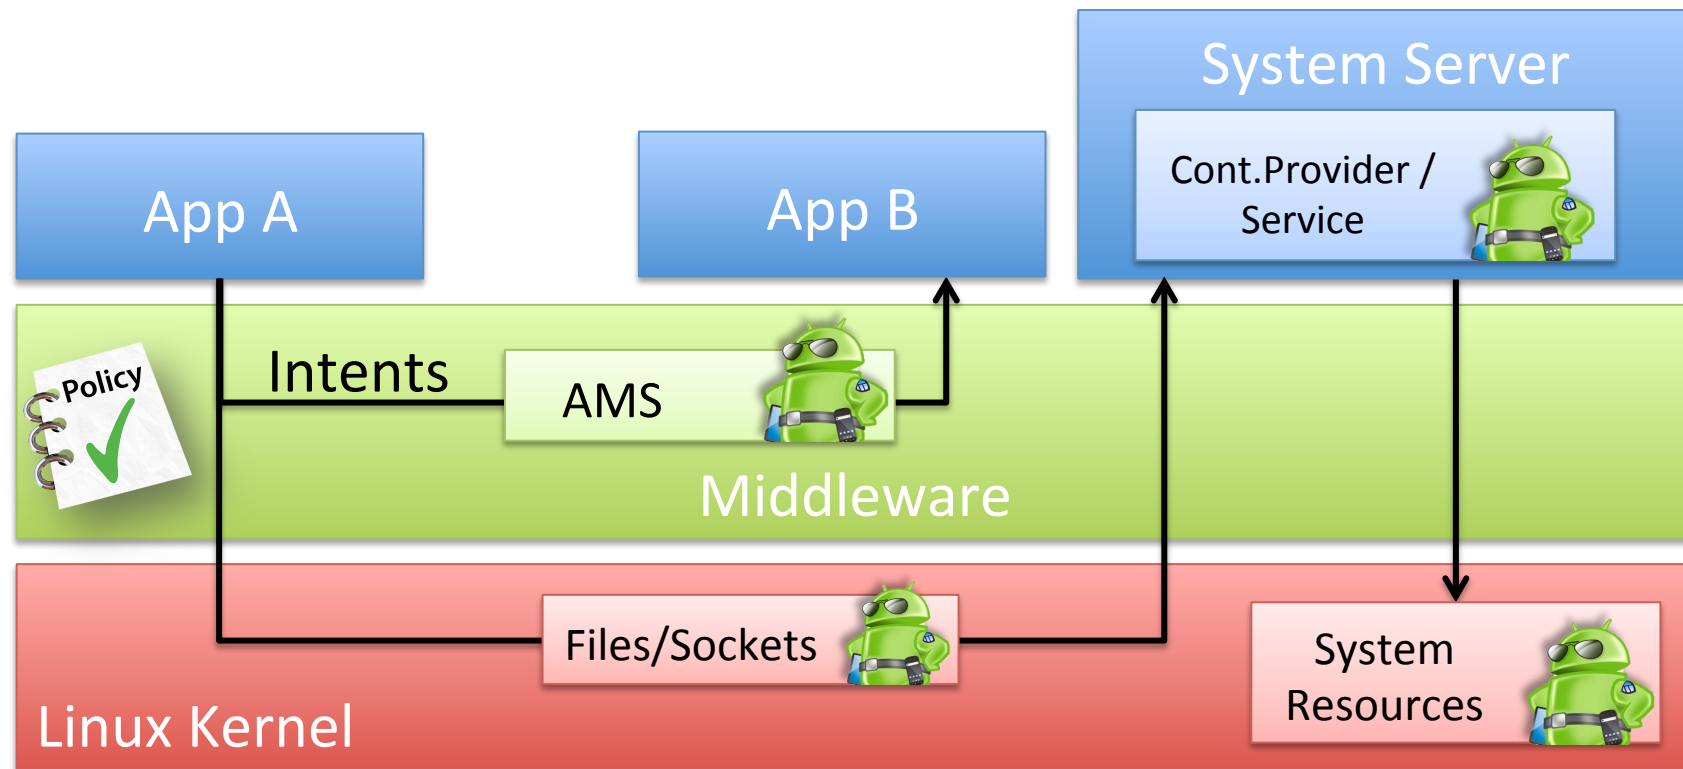 System Server
Cont.Provider /
Service
App A
App B
Policy
Intents
AMS
Middleware
Files/Sockets
System
Resources
Linux Kernel